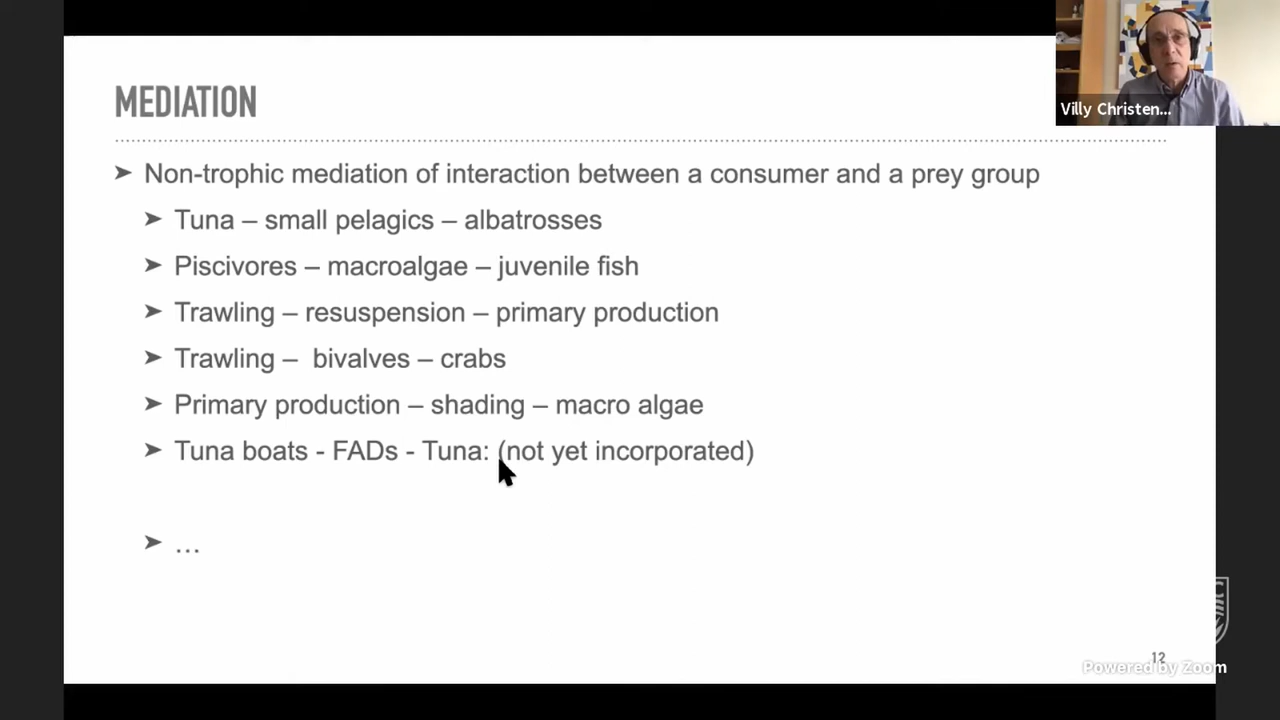 MEDIATION
Villy Christen...
➤ Non-trophic mediation of interaction between a consumer and a prey group
➤ Tuna – small pelagics – albatrosses
➤ Piscivores – macroalgae – juvenile fish
➤ Trawling – resuspension – primary production
➤ Trawling – bivalves – crabs
➤ Primary production – shading – macro algae
➤ Tuna boats - FADs - Tuna: (not yet incorporated)
➤ …
12
Powered by Zoom